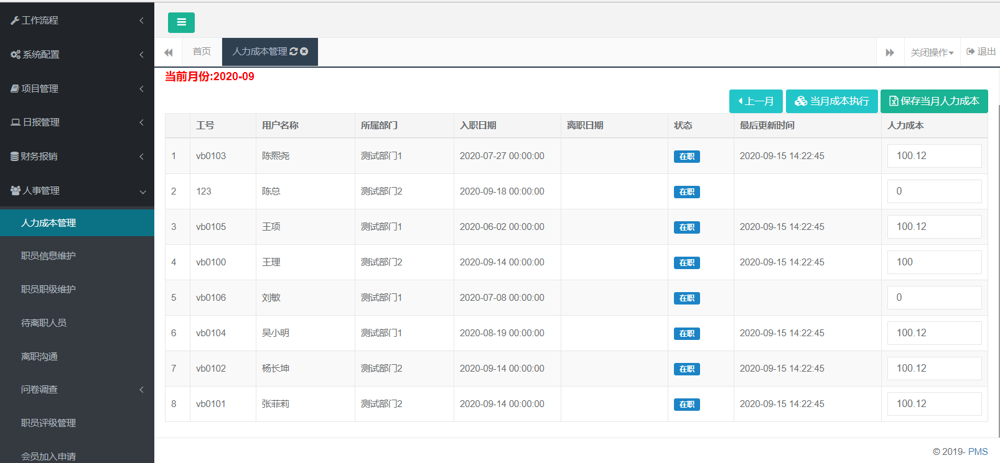 工作流程
系统配置
项目管理
日报管理
财务报销
人事管理
人力成本管理
职员信息维护
职员职级维护
待离职人员
离职沟通
问卷调查
职员评级管理
会员加入申请
首页 人力成本管理 关闭操作 退出
当前月份:2020-09
上一月 当月成本执行 保存当月人力成本
工号 用户名称 所属部门 入职日期 离职日期 状态 最后更新时间 人力成本
1 vb0103 陈熙尧 测试部门1 2020-07-27 00:00:00 在职 2020-09-15 14:22:45 100.12
2 123 陈总 测试部门2 2020-09-18 00:00:00 在职 0
3 vb0105 王项 测试部门1 2020-06-02 00:00:00 在职 2020-09-15 14:22:45 100.12
4 vb0100 王理 测试部门2 2020-09-14 00:00:00 在职 2020-09-15 14:22:45 100
5 vb0106 刘敏 测试部门1 2020-07-08 00:00:00 在职 0
6 vb0104 吴小明 测试部门1 2020-08-19 00:00:00 在职 2020-09-15 14:22:45 100.12
7 vb0102 杨长坤 测试部门2 2020-09-14 00:00:00 在职 2020-09-15 14:22:45 100.12
8 vb0101 张菲莉 测试部门2 2020-09-14 00:00:00 在职 2020-09-15 14:22:45 100.12
© 2019- PMS